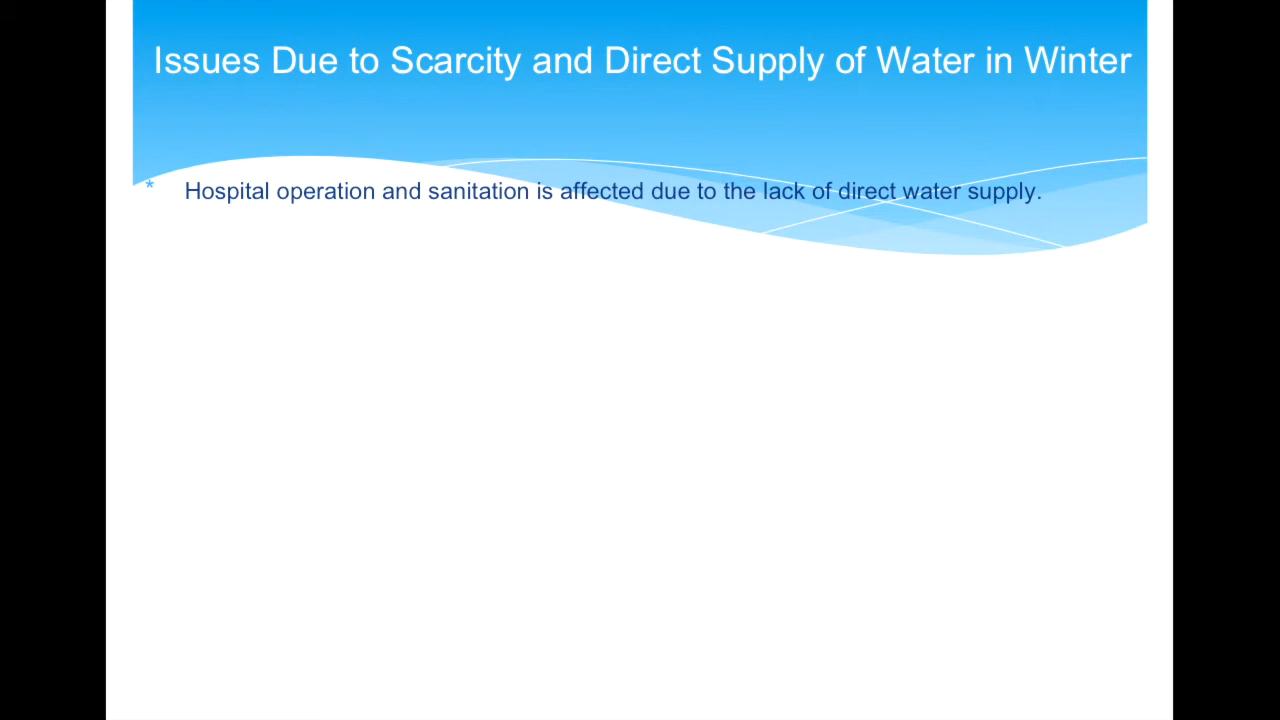 Issues Due to Scarcity and Direct Supply of Water in Winter
* Hospital operation and sanitation is affected due to the lack of direct water supply.